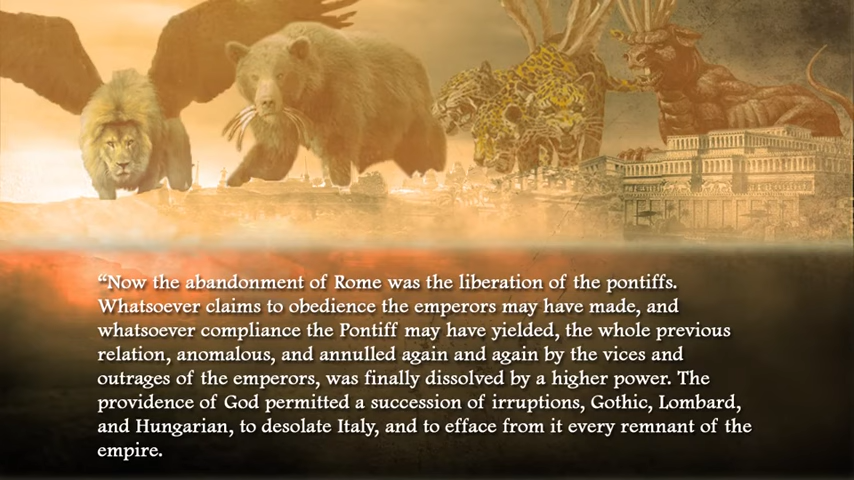 “Now the abandonment of Rome was the liberation of the pontiffs.
Whatsoever claims to obedience the emperors may have made, and
whatsoever compliance the Pontiff may have yielded, the whole previous
relation, anomalous, and annulled again and again by the vices and
outrages of the emperors, was finally dissolved by a higher power. The
providence of God permitted a succession of irruptions, Gothic, Lombard,
and Hungarian, to desolate Italy, and to efface from it every remnant of the
empire.